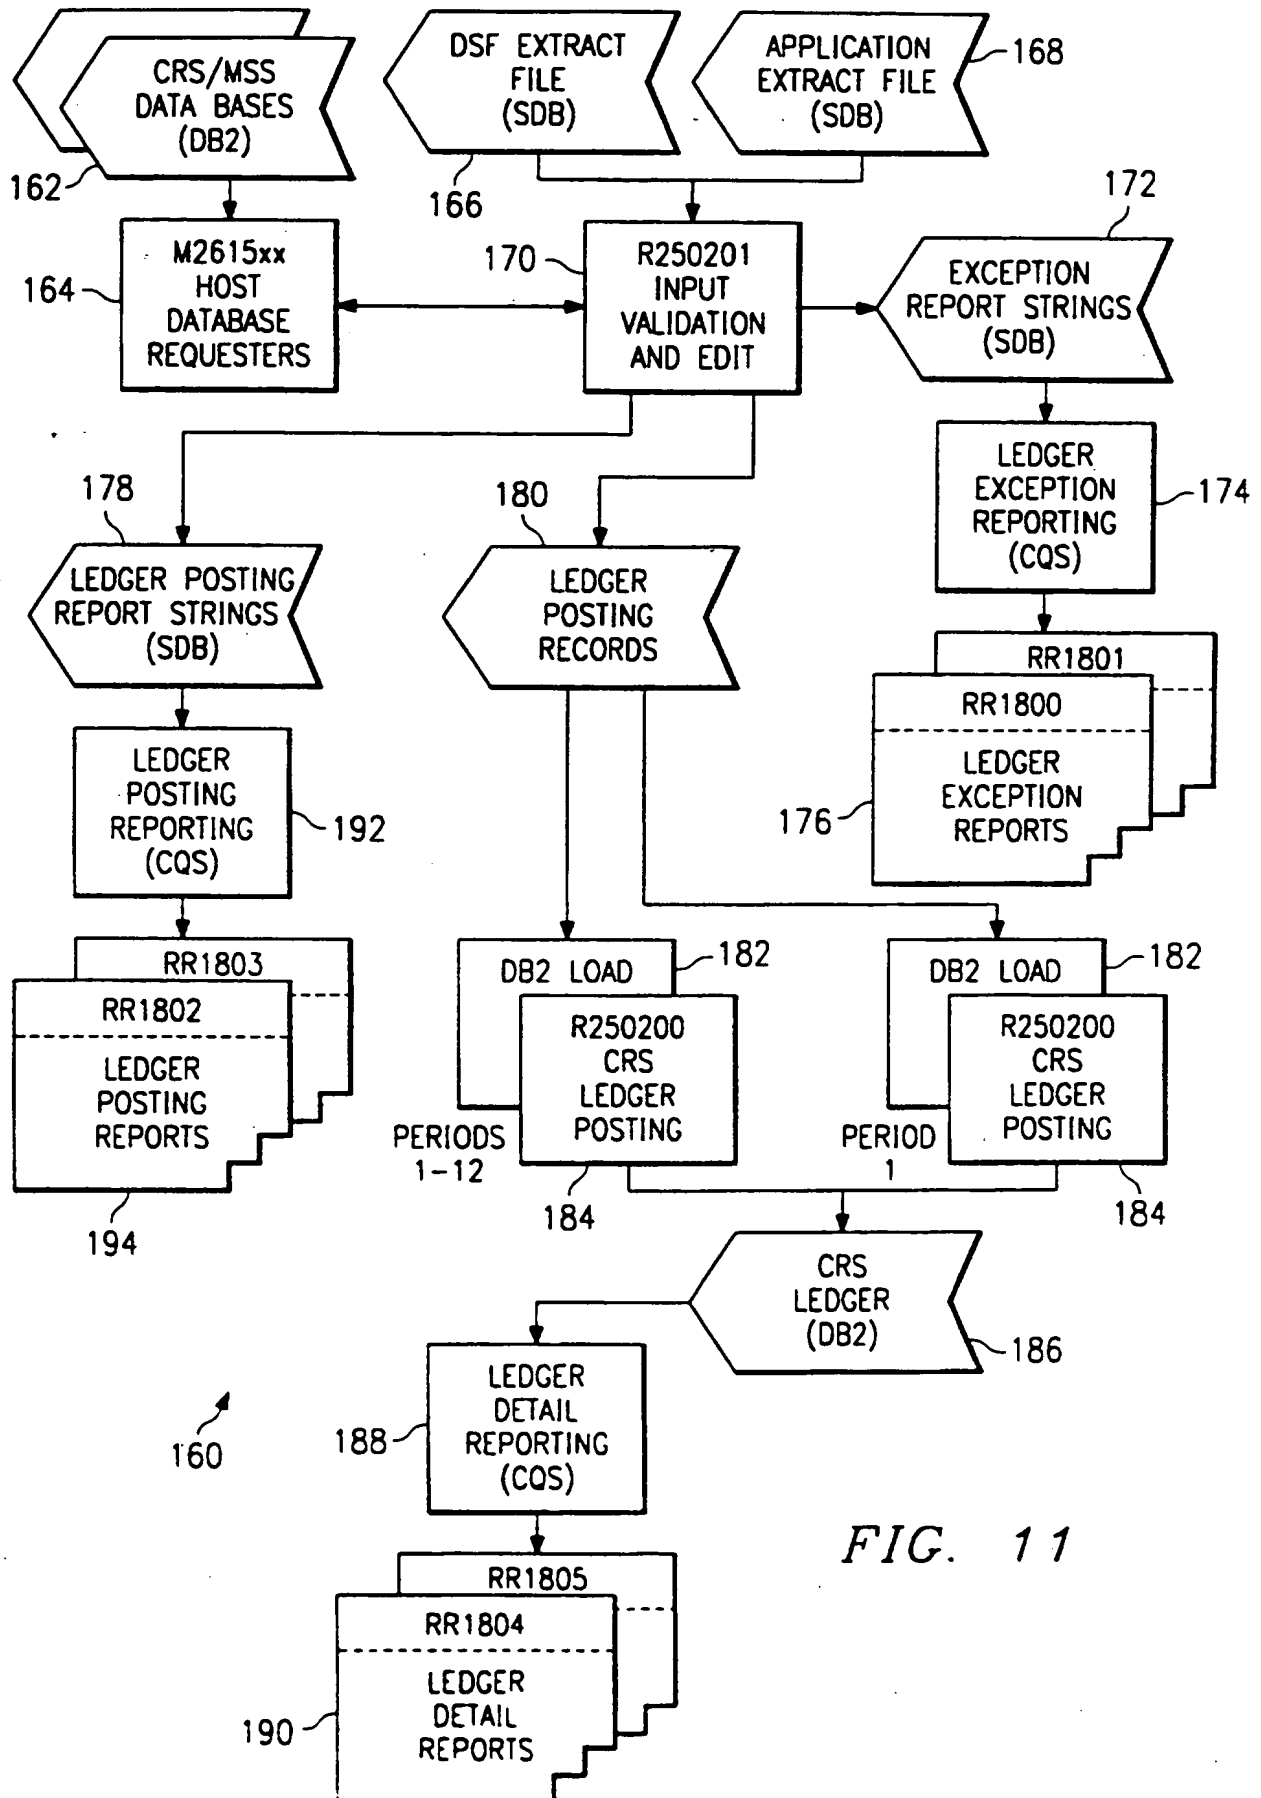 CRS/MSS
DATA BASES
(DB2)
162
DSF EXTRACT
FILE
(SDB)
166
APPLICATION
EXTRACT FILE
(SDB)
168
M2615xx
HOST
DATABASE
REQUESTERS
164
R250201
INPUT
VALIDATION
AND EDIT
170
172
EXCEPTION
REPORT STRINGS
(SDB)
LEDGER
EXCEPTION
REPORTING
(CQS)
174
178
LEDGER POSTING
REPORT STRINGS
(SDB)
180
LEDGER
POSTING
RECORDS
RR1801
RR1800
LEDGER
EXCEPTION
REPORTS
176
LEDGER
POSTING
REPORTING
(CQS)
192
RR1803
RR1802
LEDGER
POSTING
REPORTS
194
DB2 LOAD
182
R250200
CRS
LEDGER
POSTING
PERIODS
1-12
184
DB2 LOAD
182
R250200
CRS
LEDGER
POSTING
PERIOD
1
184
CRS
LEDGER
(DB2)
186
LEDGER
DETAIL
REPORTING
(CQS)
188
160
RR1805
RR1804
LEDGER
DETAIL
REPORTS
190
FIG. 11